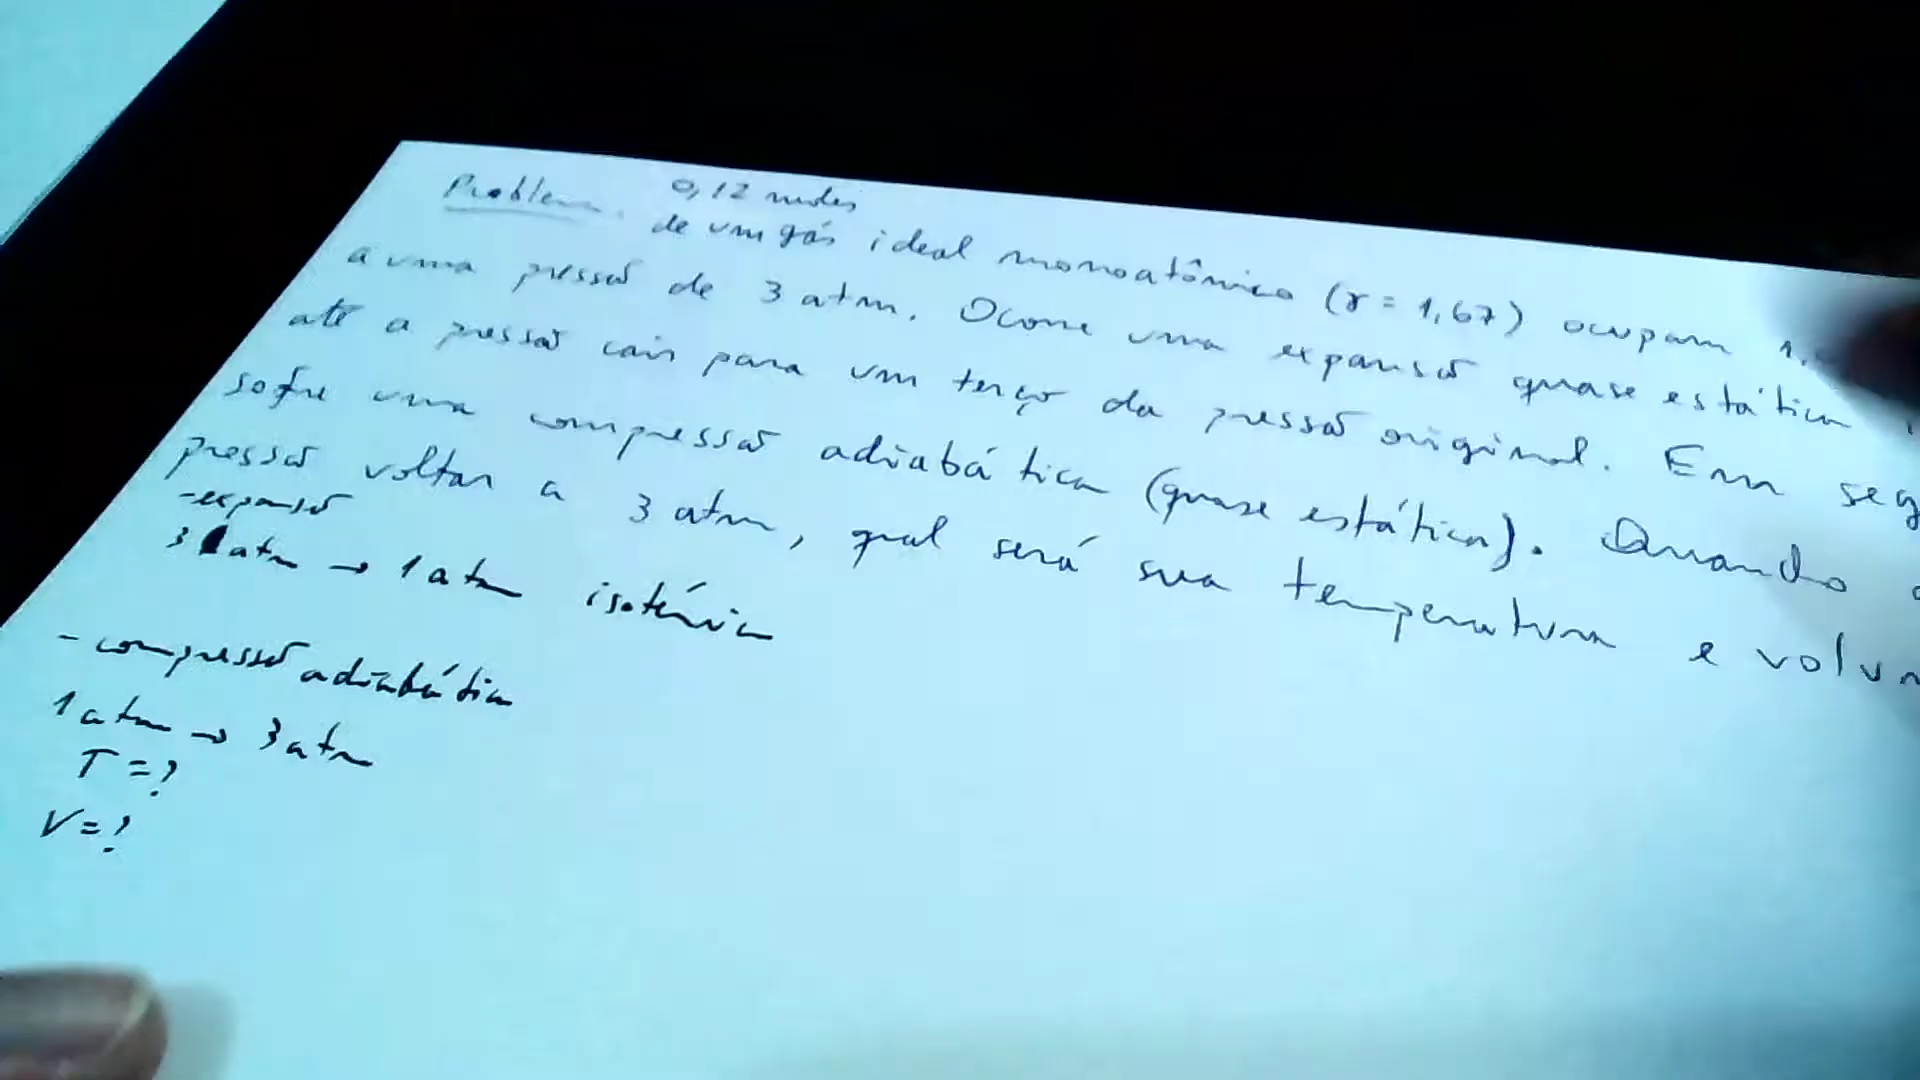 Problema. 0,12 moles
de um gás ideal monoatômico (γ = 1,67) ocupam
a uma pressão de 3 atm. Ocorre uma expansão quase estática
até a pressão cair para um terço da pressão original. Em
sofre uma compressão adiabática (quase estática). Quando
pressão voltar a 3 atm, qual será sua temperatura e
- expansão
3 atm → 1 atm isotérmica
- compressão adiabática
1 atm → 3 atm
T = ?
V = ?